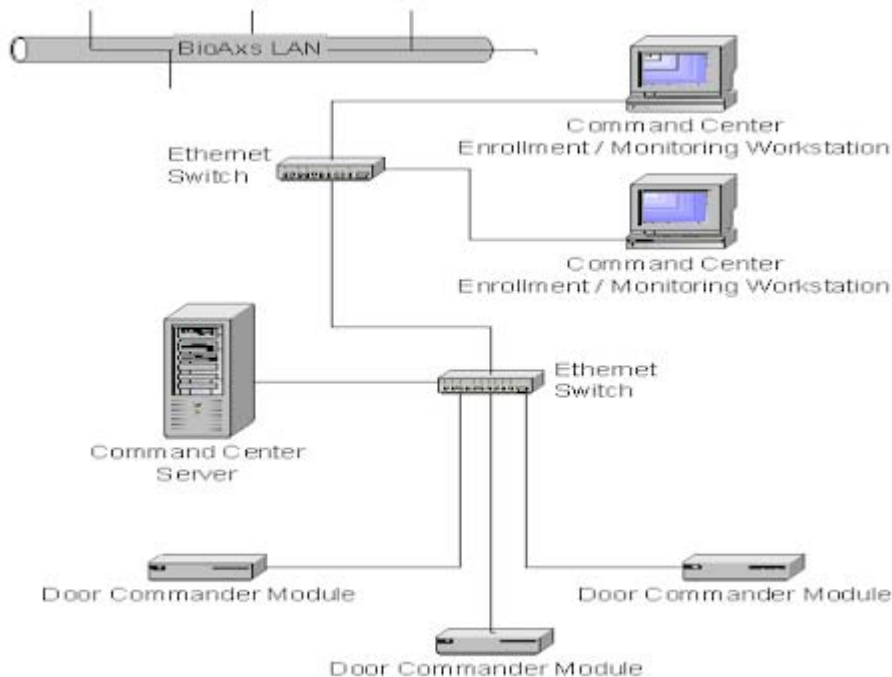 BioAxs LAN
Command Center
Enrollment / Monitoring Workstation
Ethernet
Switch
Command Center
Enrollment / Monitoring Workstation
Ethernet
Switch
Command Center
Server
Door Commander Module
Door Commander Module
Door Commander Module